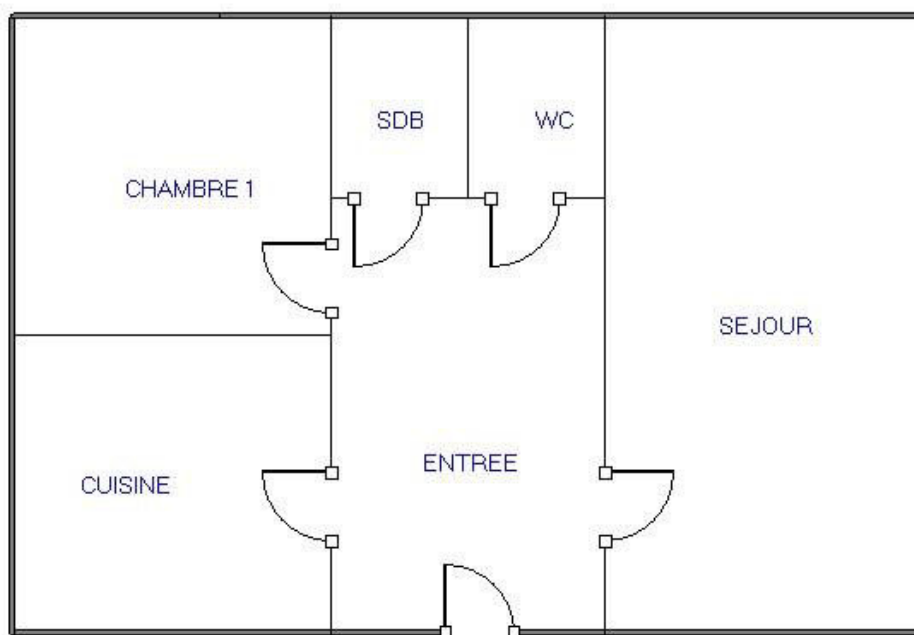 SDB
WC
CHAMBRE 1
SEJOUR
ENTREE
CUISINE